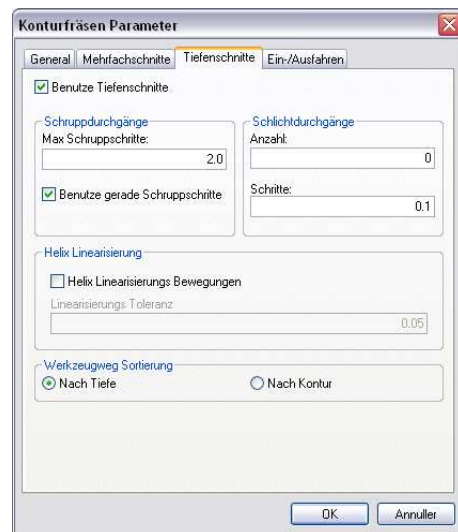 Konturfräsen Parameter
General
Mehrfachschnitte
Tiefenschnitte
Ein-/Ausfahren
Benutze Tiefenschnitte
Schruppdurchgänge
Max Schruppschritte:
2.0
Benutze gerade Schruppschritte
Schlichtdurchgänge
Anzahl:
0
Schritte:
0.1
Helix Linearisierung
Helix Linearisierungs Bewegungen
Linearisierungs Toleranz
0.05
Werkzeugweg Sortierung
Nach Tiefe
Nach Kontur
OK
Annuller